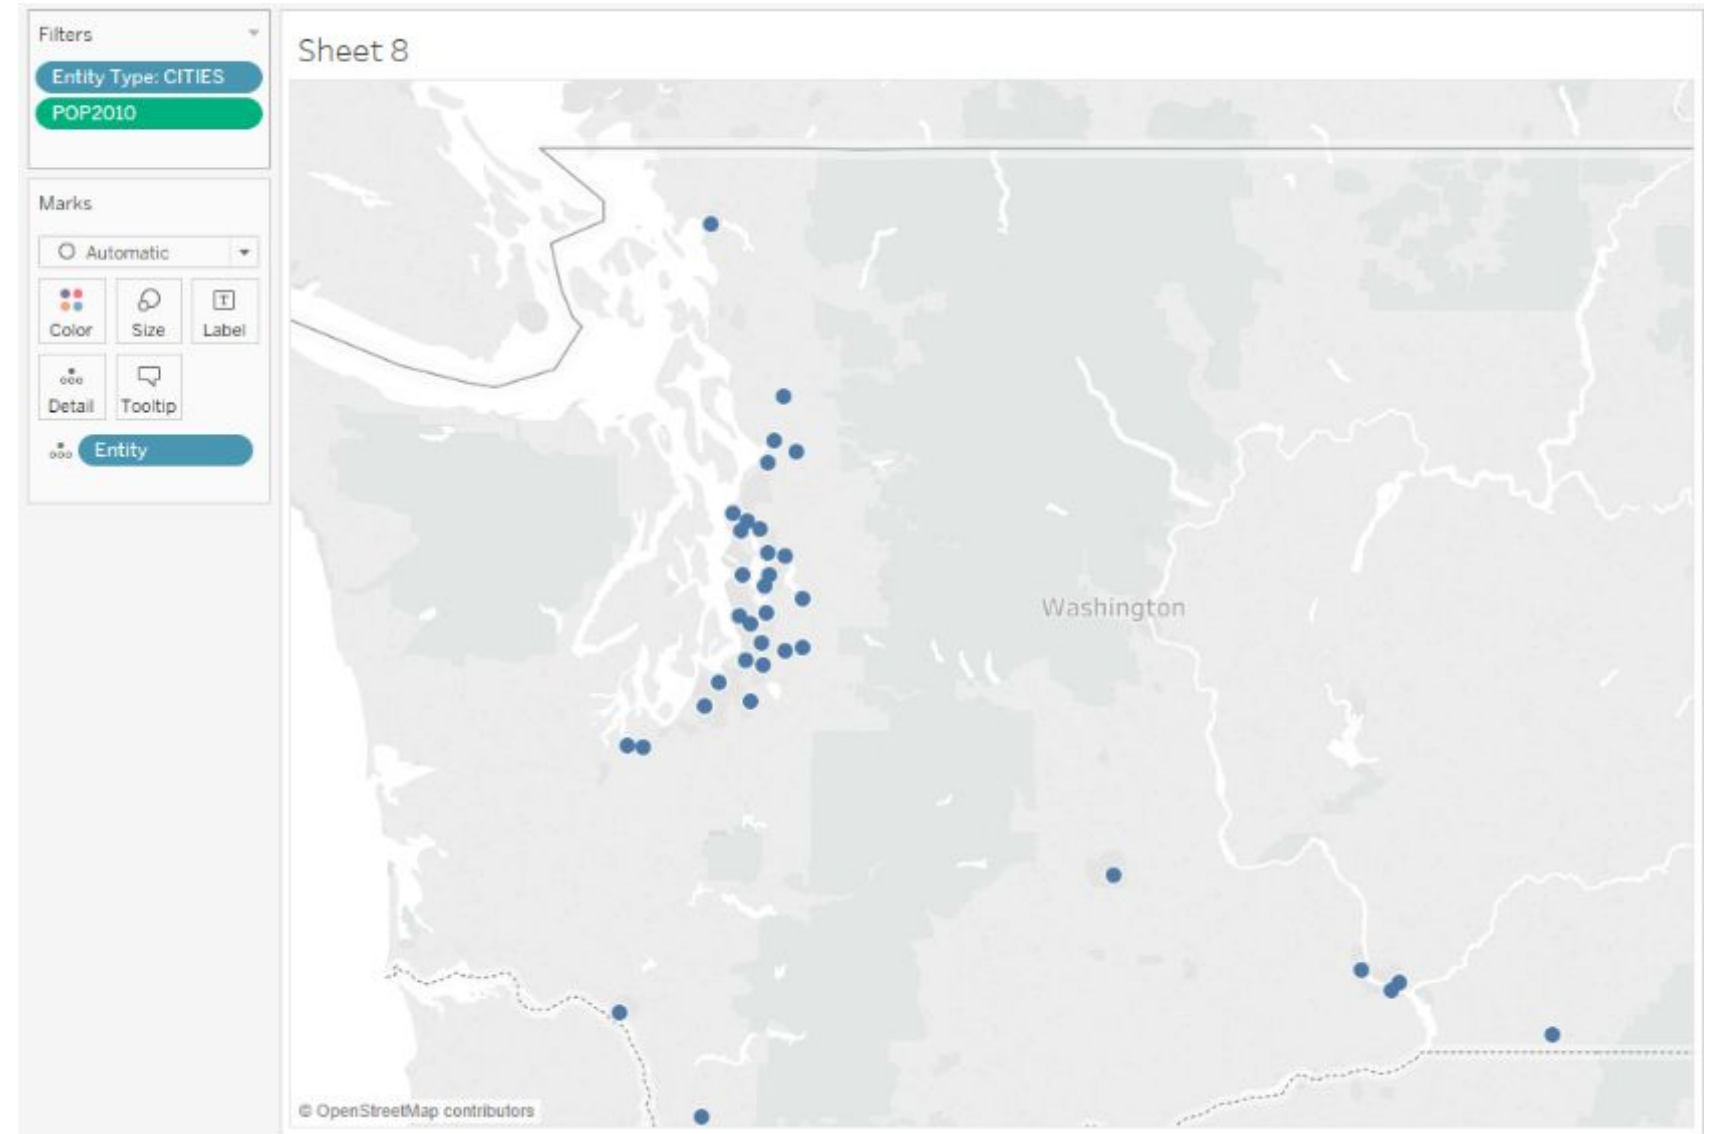 Filters
Entity Type: CITIES
POP2010
Marks
Automatic
Color Size Label
Detail Tooltip
Entity
Sheet 8
Washington
© OpenStreetMap contributors